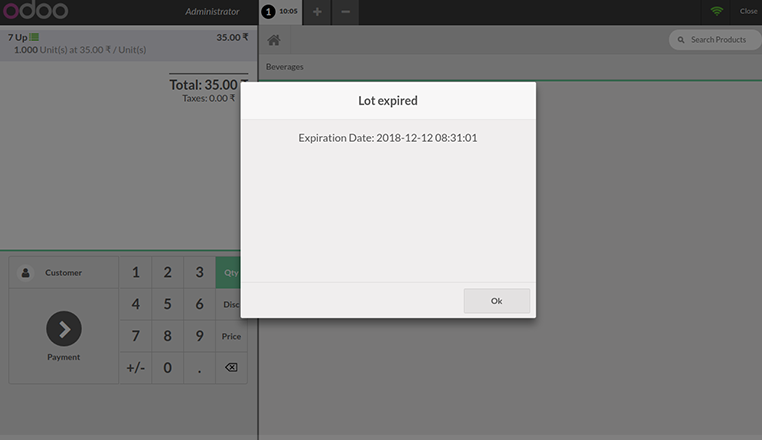 odoo
Administrator
1 10:05
Close
7 Up 35.00 ₹
1.000 Unit(s) at 35.00 ₹ / Unit(s)
Search Products
Beverages
Total: 35.00 ₹
Taxes: 0.00 ₹
Lot expired
Expiration Date: 2018-12-12 08:31:01
Ok
Customer
1 2 3 Qty
4 5 6 Disc
7 8 9 Price
+/- 0 .
Payment